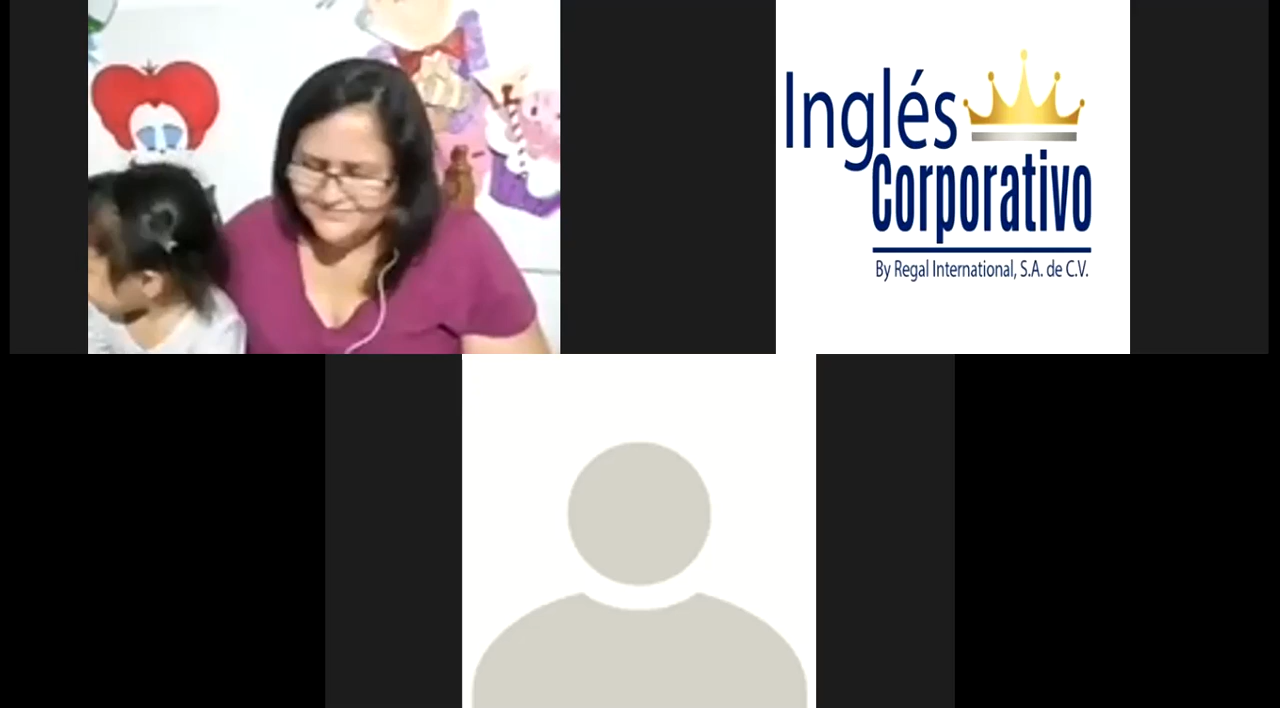 Inglés
Corporativo
By Regal International, S.A. de C.V.